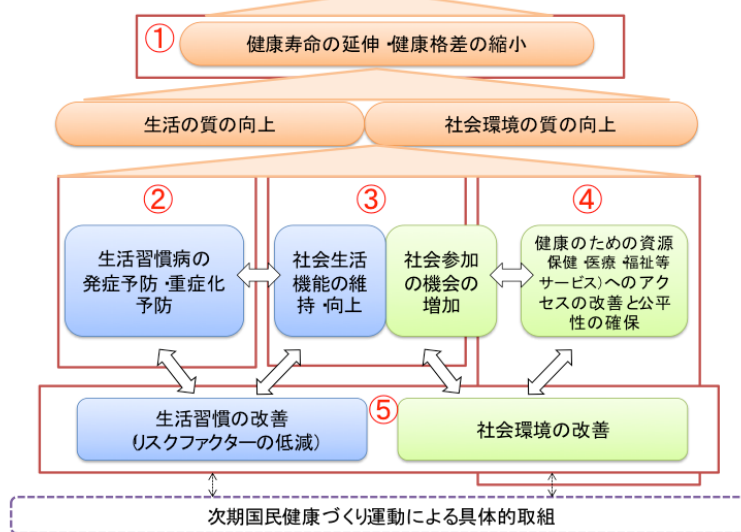 ①
健康寿命の延伸・健康格差の縮小
生活の質の向上
社会環境の質の向上
②
生活習慣病の
発症予防・重症化
予防
③
社会生活
機能の維
持・向上
社会参加
の機会の
増加
④
健康のための資源
保健・医療・福祉等
サービス)へのアク
セスの改善と公平
性の確保
⑤
生活習慣の改善
(リスクファクターの低減)
社会環境の改善
次期国民健康づくり運動による具体的取組